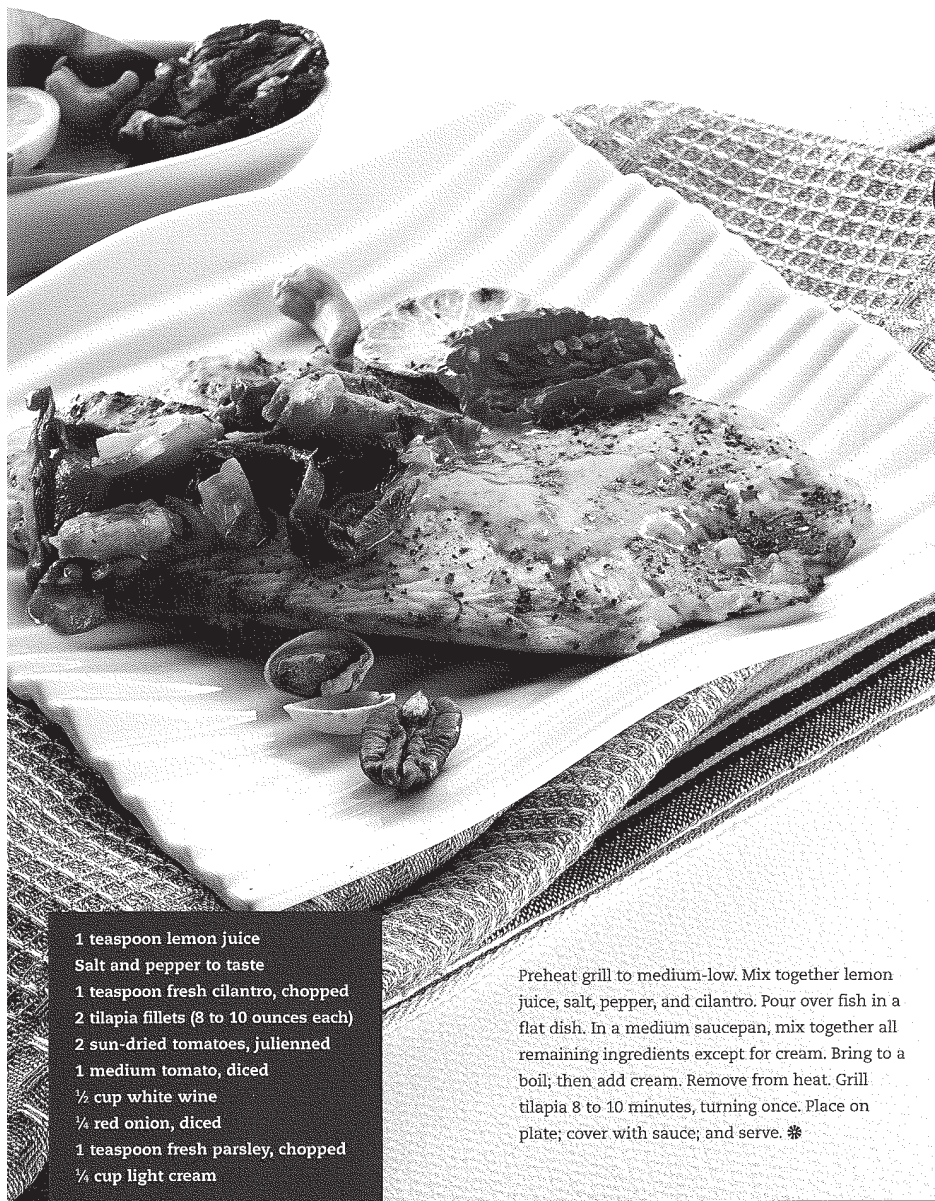 1 teaspoon lemon juice
Salt and pepper to taste
1 teaspoon fresh cilantro, chopped
2 tilapia fillets (8 to 10 ounces each)
2 sun-dried tomatoes, julienned
1 medium tomato, diced
½ cup white wine
¼ red onion, diced
1 teaspoon fresh parsley, chopped
¼ cup light cream
Preheat grill to medium-low. Mix together lemon
juice, salt, pepper, and cilantro. Pour over fish in a
flat dish. In a medium saucepan, mix together all
remaining ingredients except for cream. Bring to a
boil; then add cream. Remove from heat. Grill
tilapia 8 to 10 minutes, turning once. Place on
plate; cover with sauce; and serve. ❇